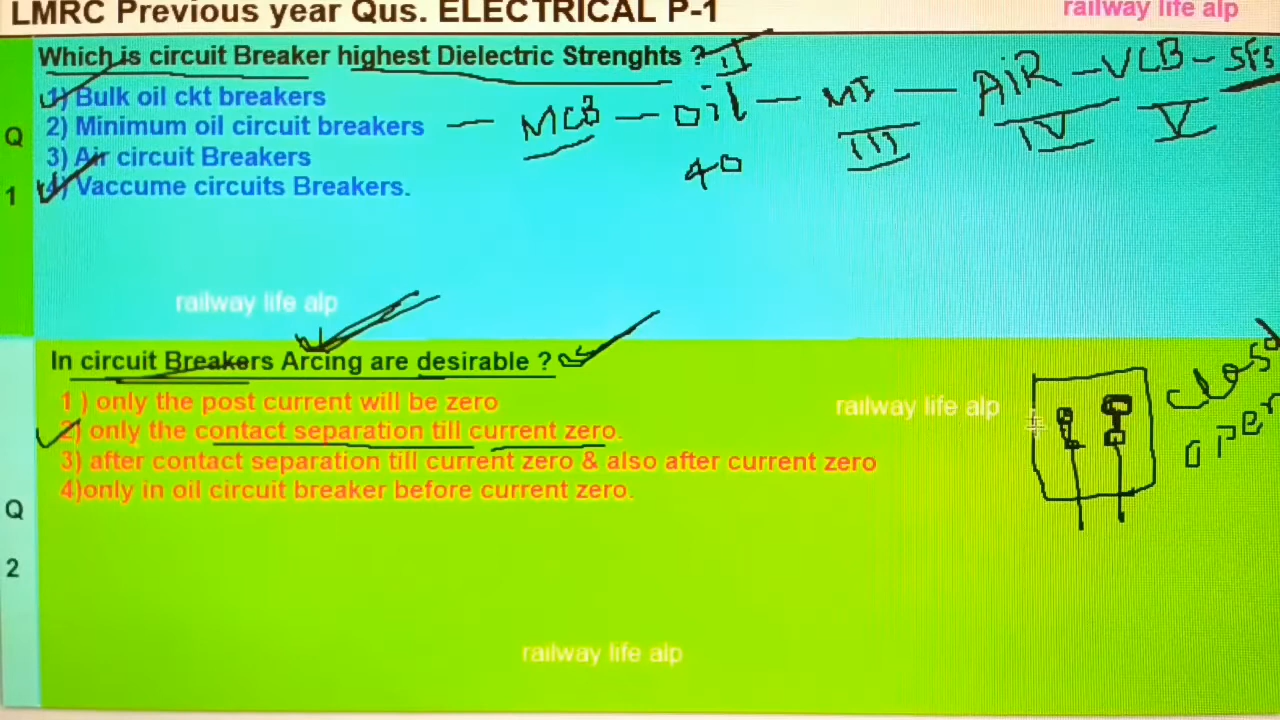 LMRC Previous year Qus. ELECTRICAL P-1
railway life alp
Which is circuit Breaker highest Dielectric Strenghts ?
1) Bulk oil ckt breakers
2) Minimum oil circuit breakers
3) Air circuit Breakers
4) Vaccume circuits Breakers.
Q
1
— MCB — oil — MI — AIR — VCB — SF6
II
40
III
IV
V
railway life alp
In circuit Breakers Arcing are desirable ?
1 ) only the post current will be zero
2) only the contact separation till current zero.
3) after contact separation till current zero & also after current zero
4)only in oil circuit breaker before current zero.
Q
2
railway life alp
closd
open
railway life alp